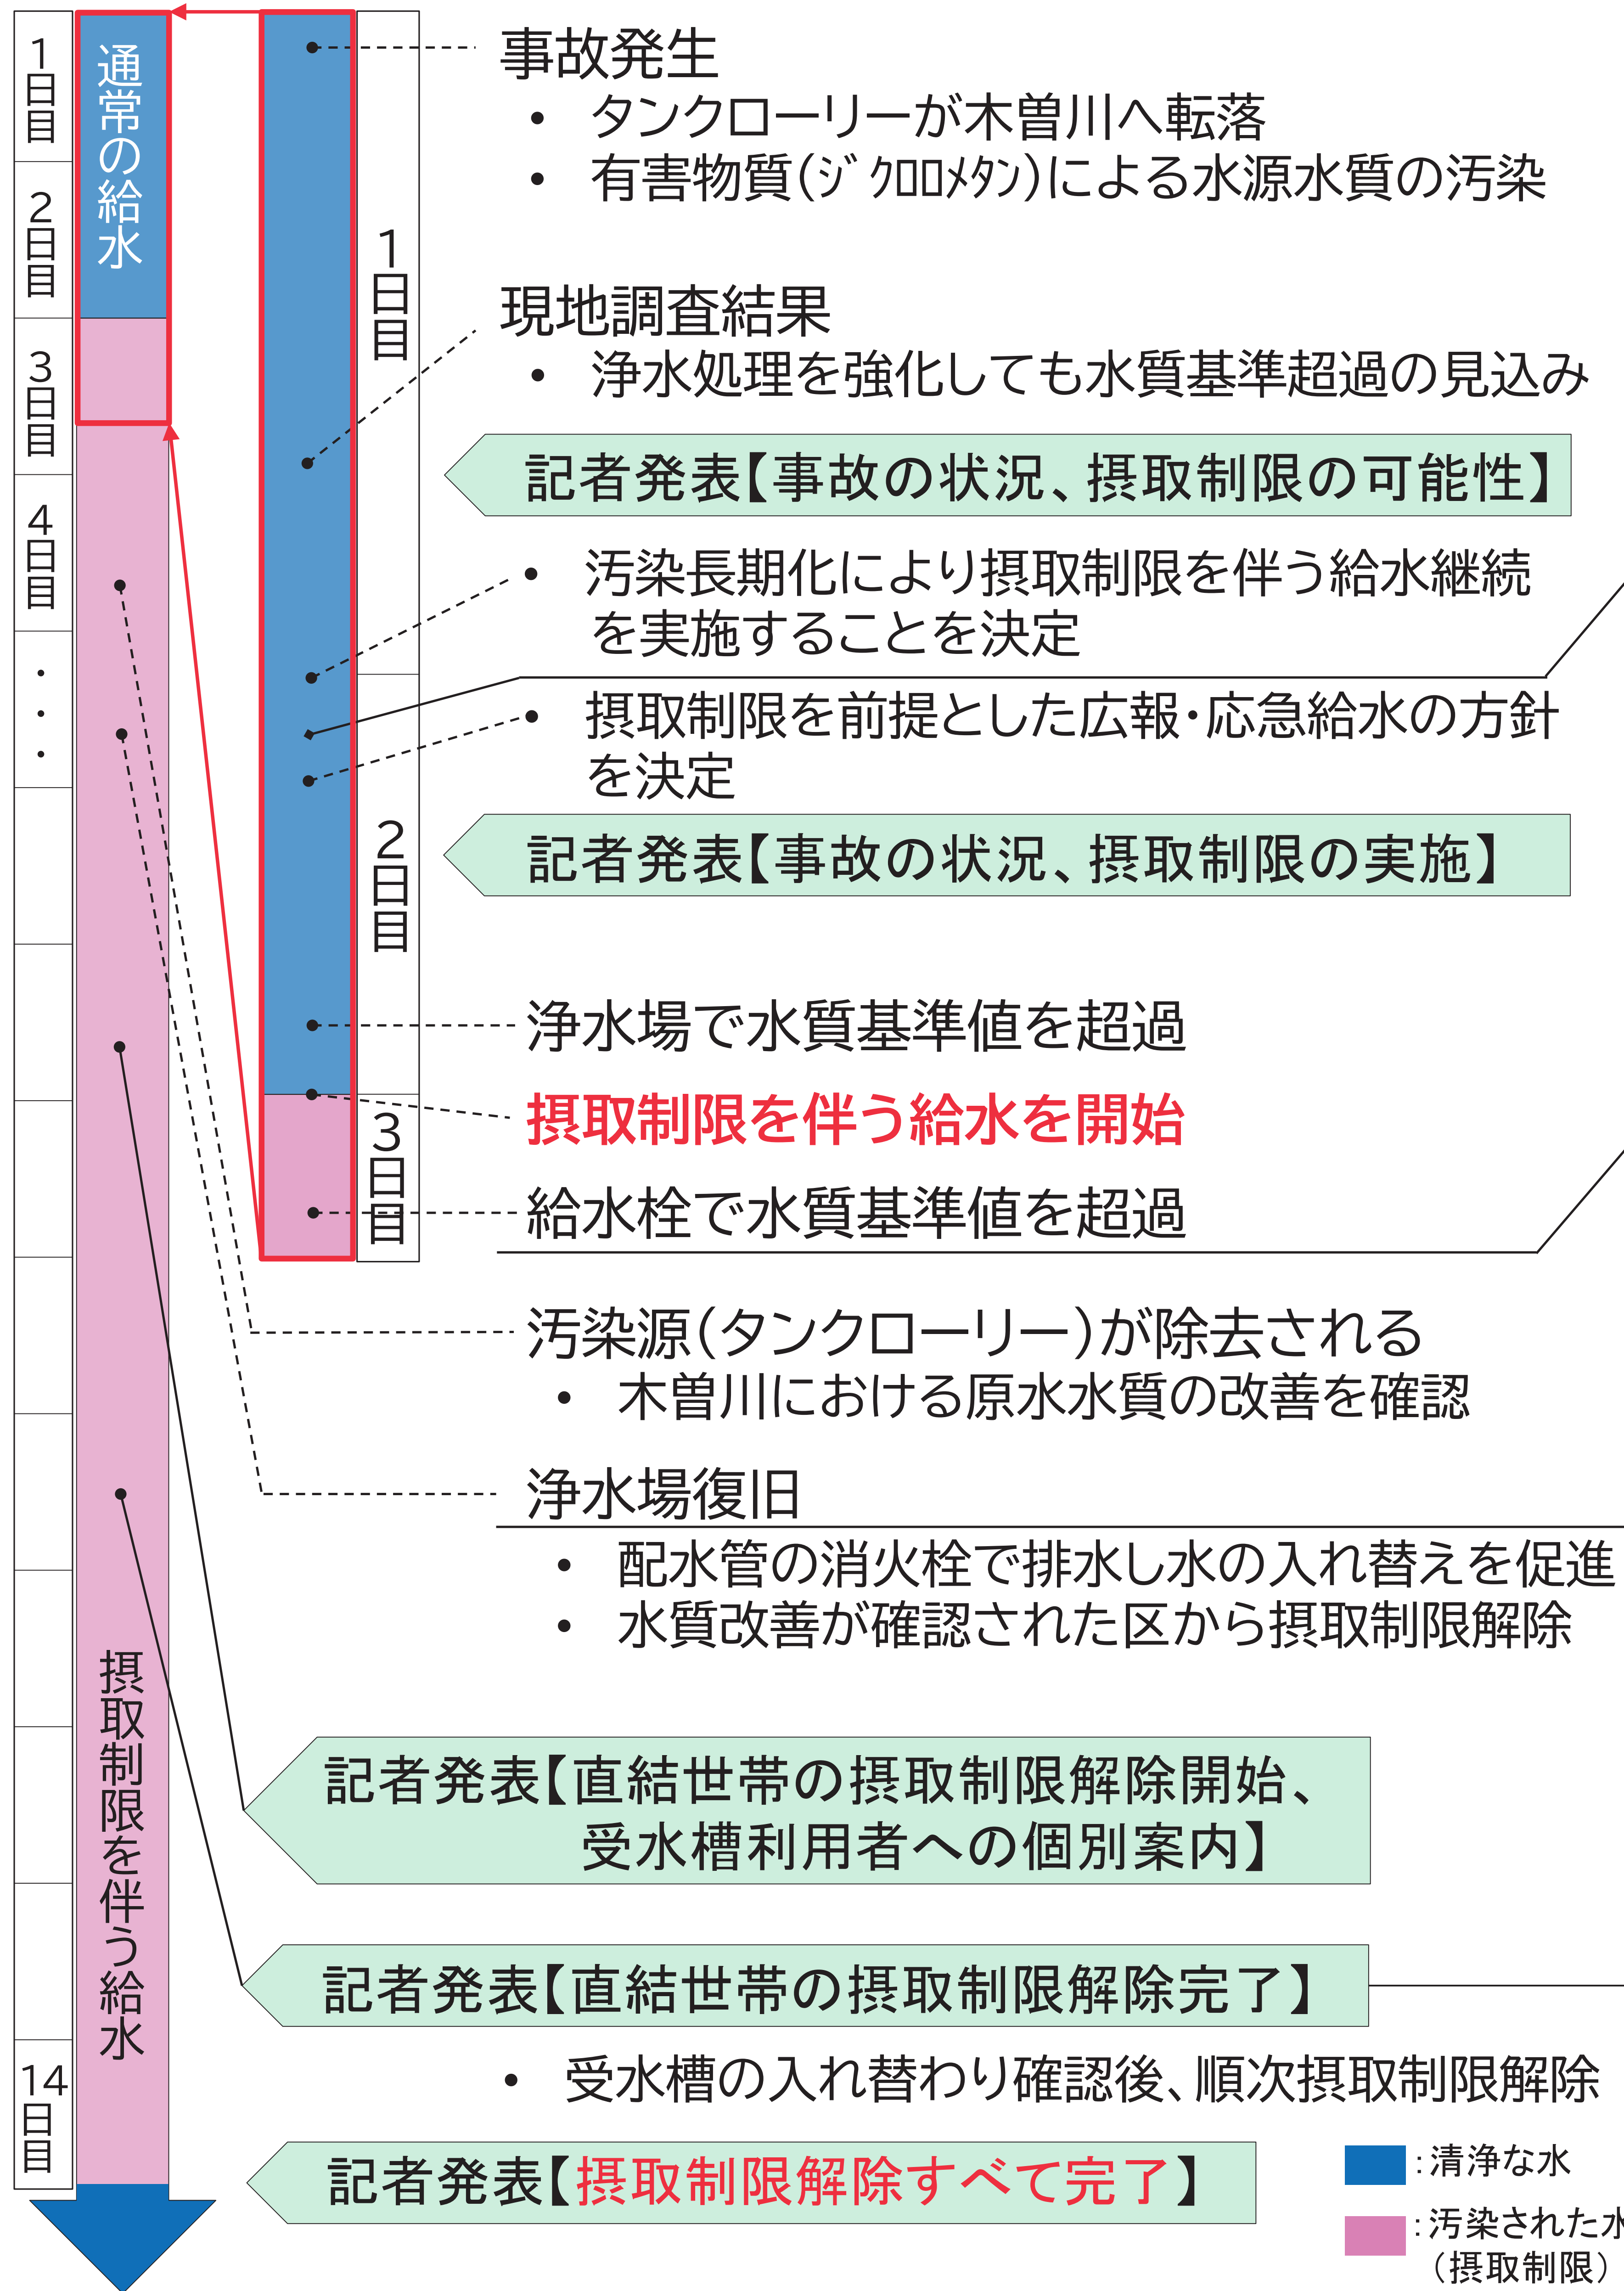 1日目
2日目
3日目
4日目
・・・
14日目
通常の給水
摂取制限を伴う給水
1日目
2日目
3日目
事故発生
• タンクローリーが木曽川へ転落
• 有害物質(ｼﾞｸﾛﾛﾒﾀﾝ)による水源水質の汚染
現地調査結果
• 浄水処理を強化しても水質基準超過の見込み
記者発表【事故の状況、摂取制限の可能性】
• 汚染長期化により摂取制限を伴う給水継続
を実施することを決定
• 摂取制限を前提とした広報・応急給水の方針
を決定
記者発表【事故の状況、摂取制限の実施】
浄水場で水質基準値を超過
摂取制限を伴う給水を開始
給水栓で水質基準値を超過
汚染源(タンクローリー)が除去される
• 木曽川における原水水質の改善を確認
浄水場復旧
• 配水管の消火栓で排水し水の入れ替えを促進
• 水質改善が確認された区から摂取制限解除
記者発表【直結世帯の摂取制限解除開始、
受水槽利用者への個別案内】
記者発表【直結世帯の摂取制限解除完了】
• 受水槽の入れ替わり確認後、順次摂取制限解除
記者発表【摂取制限解除すべて完了】
:清浄な水
:汚染された水
(摂取制限)